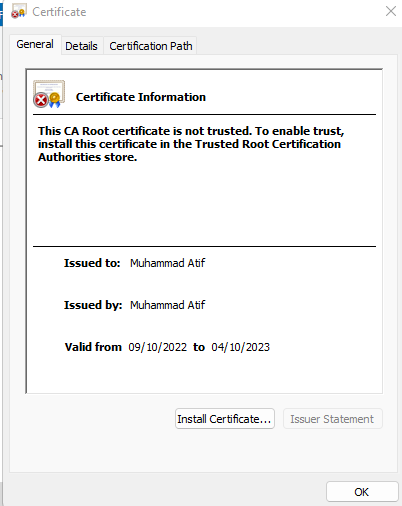 Certificate
General Details Certification Path
Certificate Information
This CA Root certificate is not trusted. To enable trust,
install this certificate in the Trusted Root Certification
Authorities store.
Issued to: Muhammad Atif
Issued by: Muhammad Atif
Valid from 09/10/2022 to 04/10/2023
Install Certificate... Issuer Statement
OK